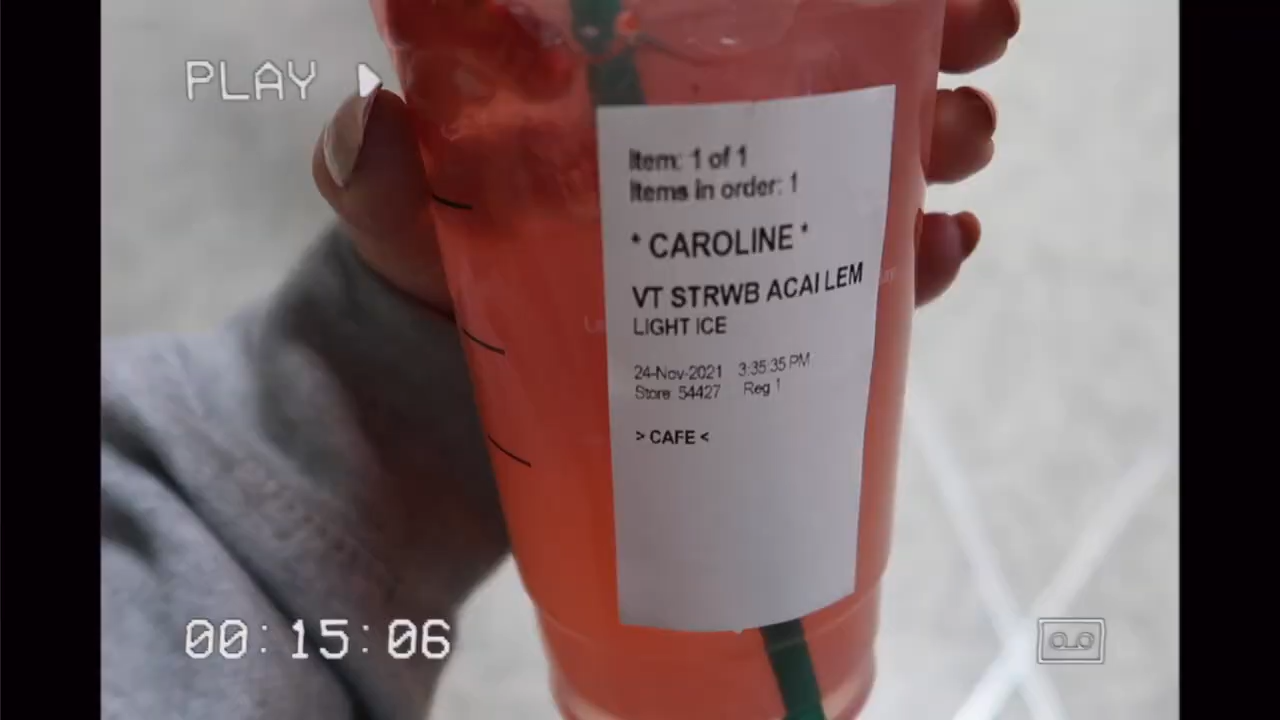 PLAY
Item: 1 of 1
Items in order: 1
* CAROLINE *
VT STRWB ACAI LEM
LIGHT ICE
24-Nov-2021 3:35:35 PM
Store 54427 Reg 1
> CAFE <
00:15:06